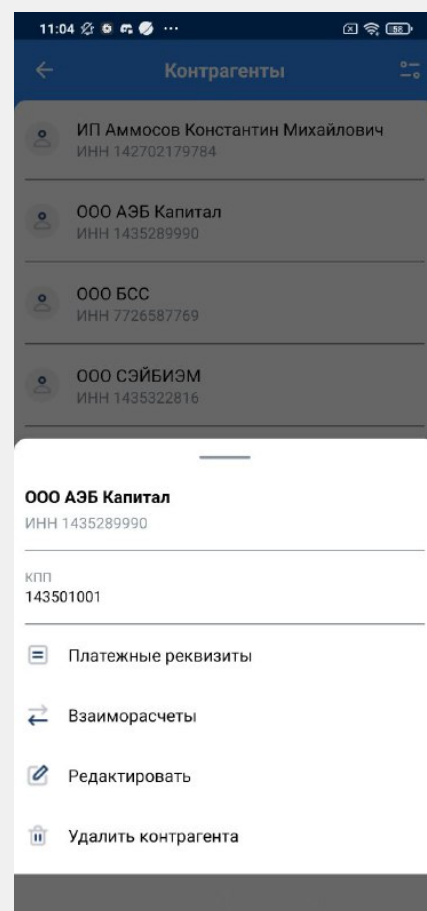 11:04
58
Контрагенты
ИП Аммосов Константин Михайлович
ИНН 142702179784
ООО АЭБ Капитал
ИНН 1435289990
ООО БСС
ИНН 7726587769
ООО СЭЙБИЭМ
ИНН 1435322816
ООО АЭБ Капитал
ИНН 1435289990
КПП
143501001
Платежные реквизиты
Взаиморасчеты
Редактировать
Удалить контрагента